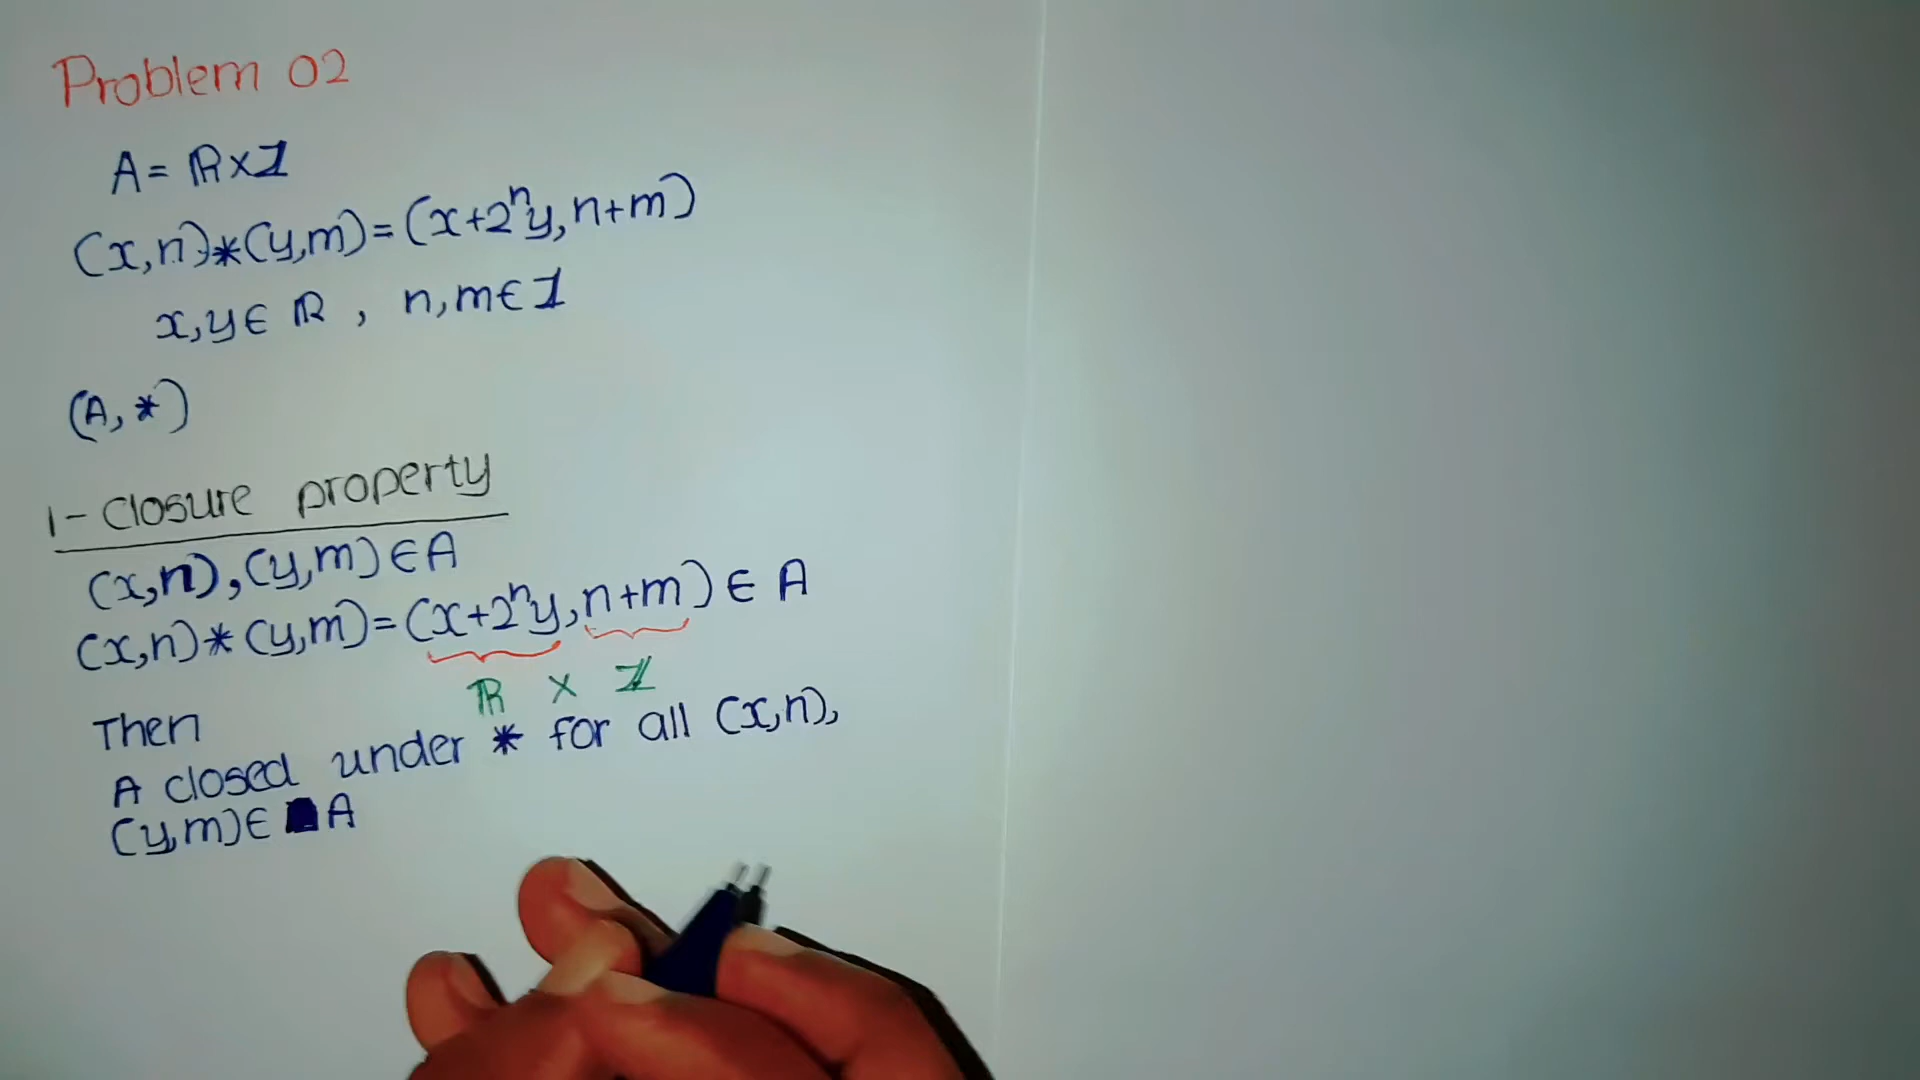 Problem 02
A = ℝ×ℤ
(x,n)*(y,m)=(x+2ⁿy,n+m)
x,y∈ ℝ , n,m∈ℤ
(A,*)
1- Closure property
(x,n),(y,m)∈A
(x,n)*(y,m)=(x+2ⁿy,n+m)∈ A
ℝ × ℤ
Then
A closed under * for all (x,n),
(y,m)∈ A